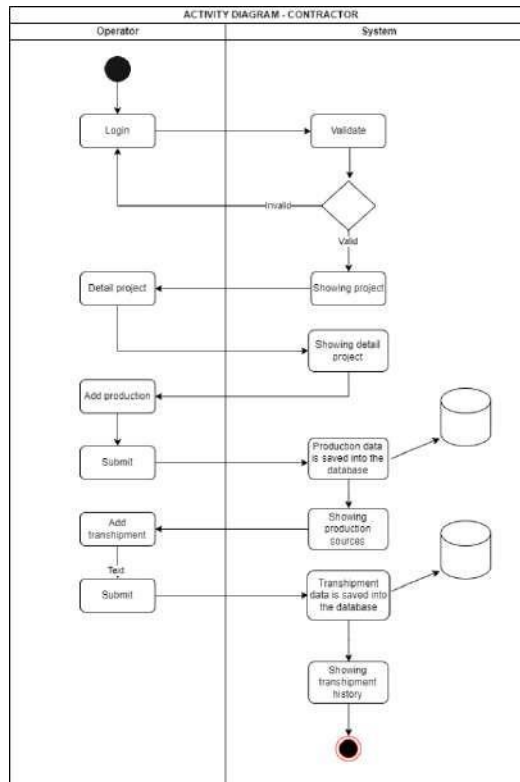 ACTIVITY DIAGRAM - CONTRACTOR
Operator
System
Login
Validate
Invalid
Valid
Detail project
Showing project
Showing detail
project
Add production
Submit
Production data
is saved into the
database
Add
transhipment
Showing
production
sources
Text
Submit
Transhipment
data is saved into
the database
Showing
transhipment
history